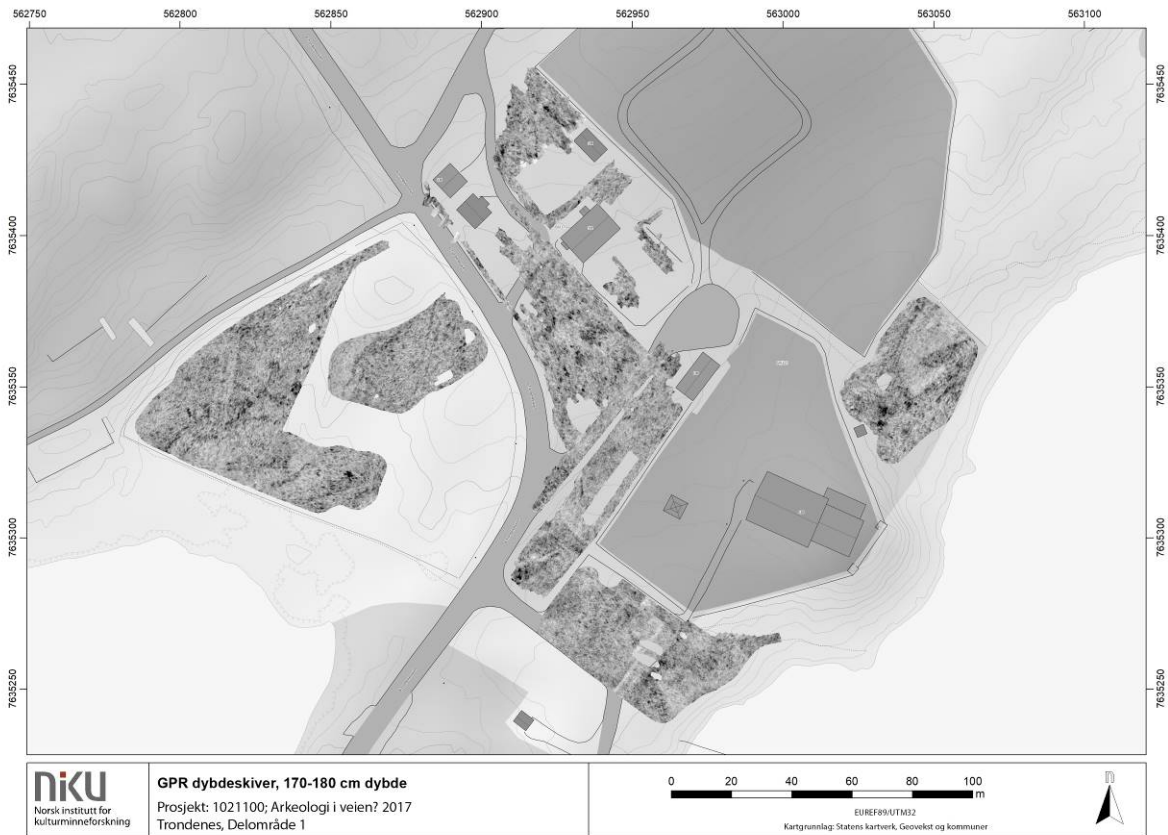 562750 562800 562850 562900 562950 563000 563050 563100
7635450 7635450
7635400 7635400
7635350 7635350
7635300 7635300
7635250 7635250
niku
Norsk institutt for
kulturminneforskning
GPR dybdeskiver, 170-180 cm dybde
Prosjekt: 1021100; Arkeologi i veien? 2017
Trondenes, Delområde 1
0 20 40 60 80 100
m
EUREF89/UTM32
Kartgrunnlag: Statens kartverk, Geovekst og kommuner
n